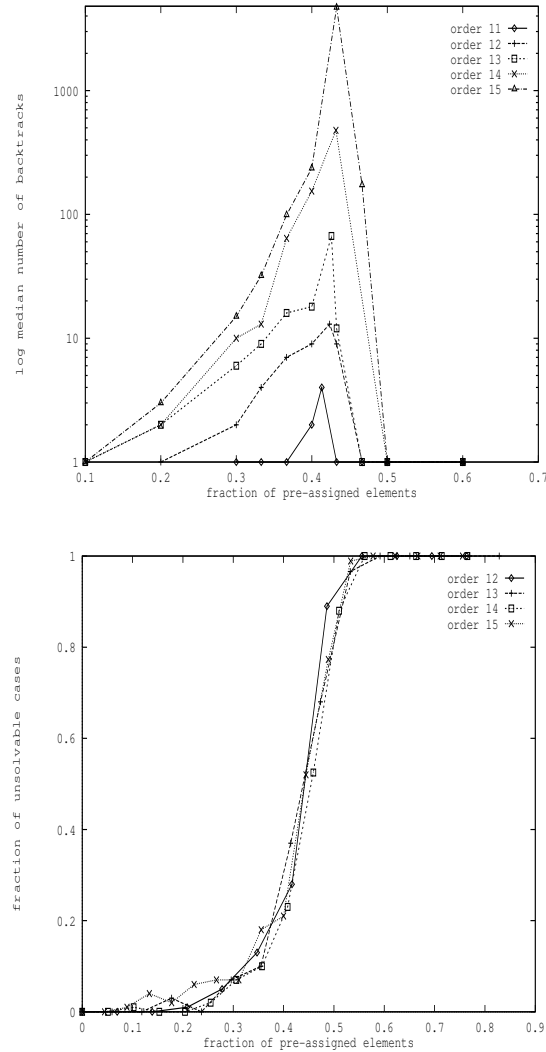 order 11
order 12
order 13
order 14
order 15
1000
100
10
1
log median number of backtracks
0.1 0.2 0.3 0.4 0.5 0.6 0.7
fraction of pre-assigned elements
order 12
order 13
order 14
order 15
1
0.8
0.6
0.4
0.2
0
fraction of unsolvable cases
0 0.1 0.2 0.3 0.4 0.5 0.6 0.7 0.8 0.9
fraction of pre-assigned elements